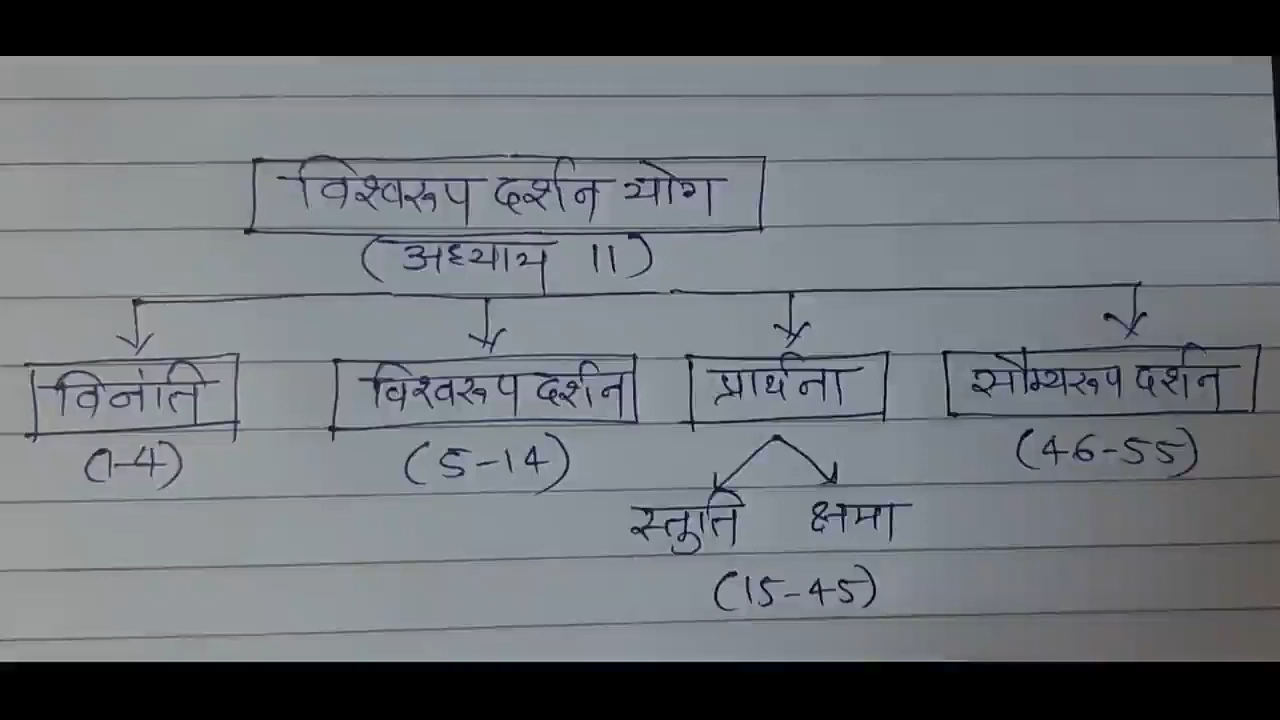 विश्वरूप दर्शन योग
(अध्याय 11)
विनांति विश्वरूप दर्शन प्रार्थना सौम्यरूप दर्शन
(1-4) (5-14) (46-55)
स्तुति क्षमा
(15-45)